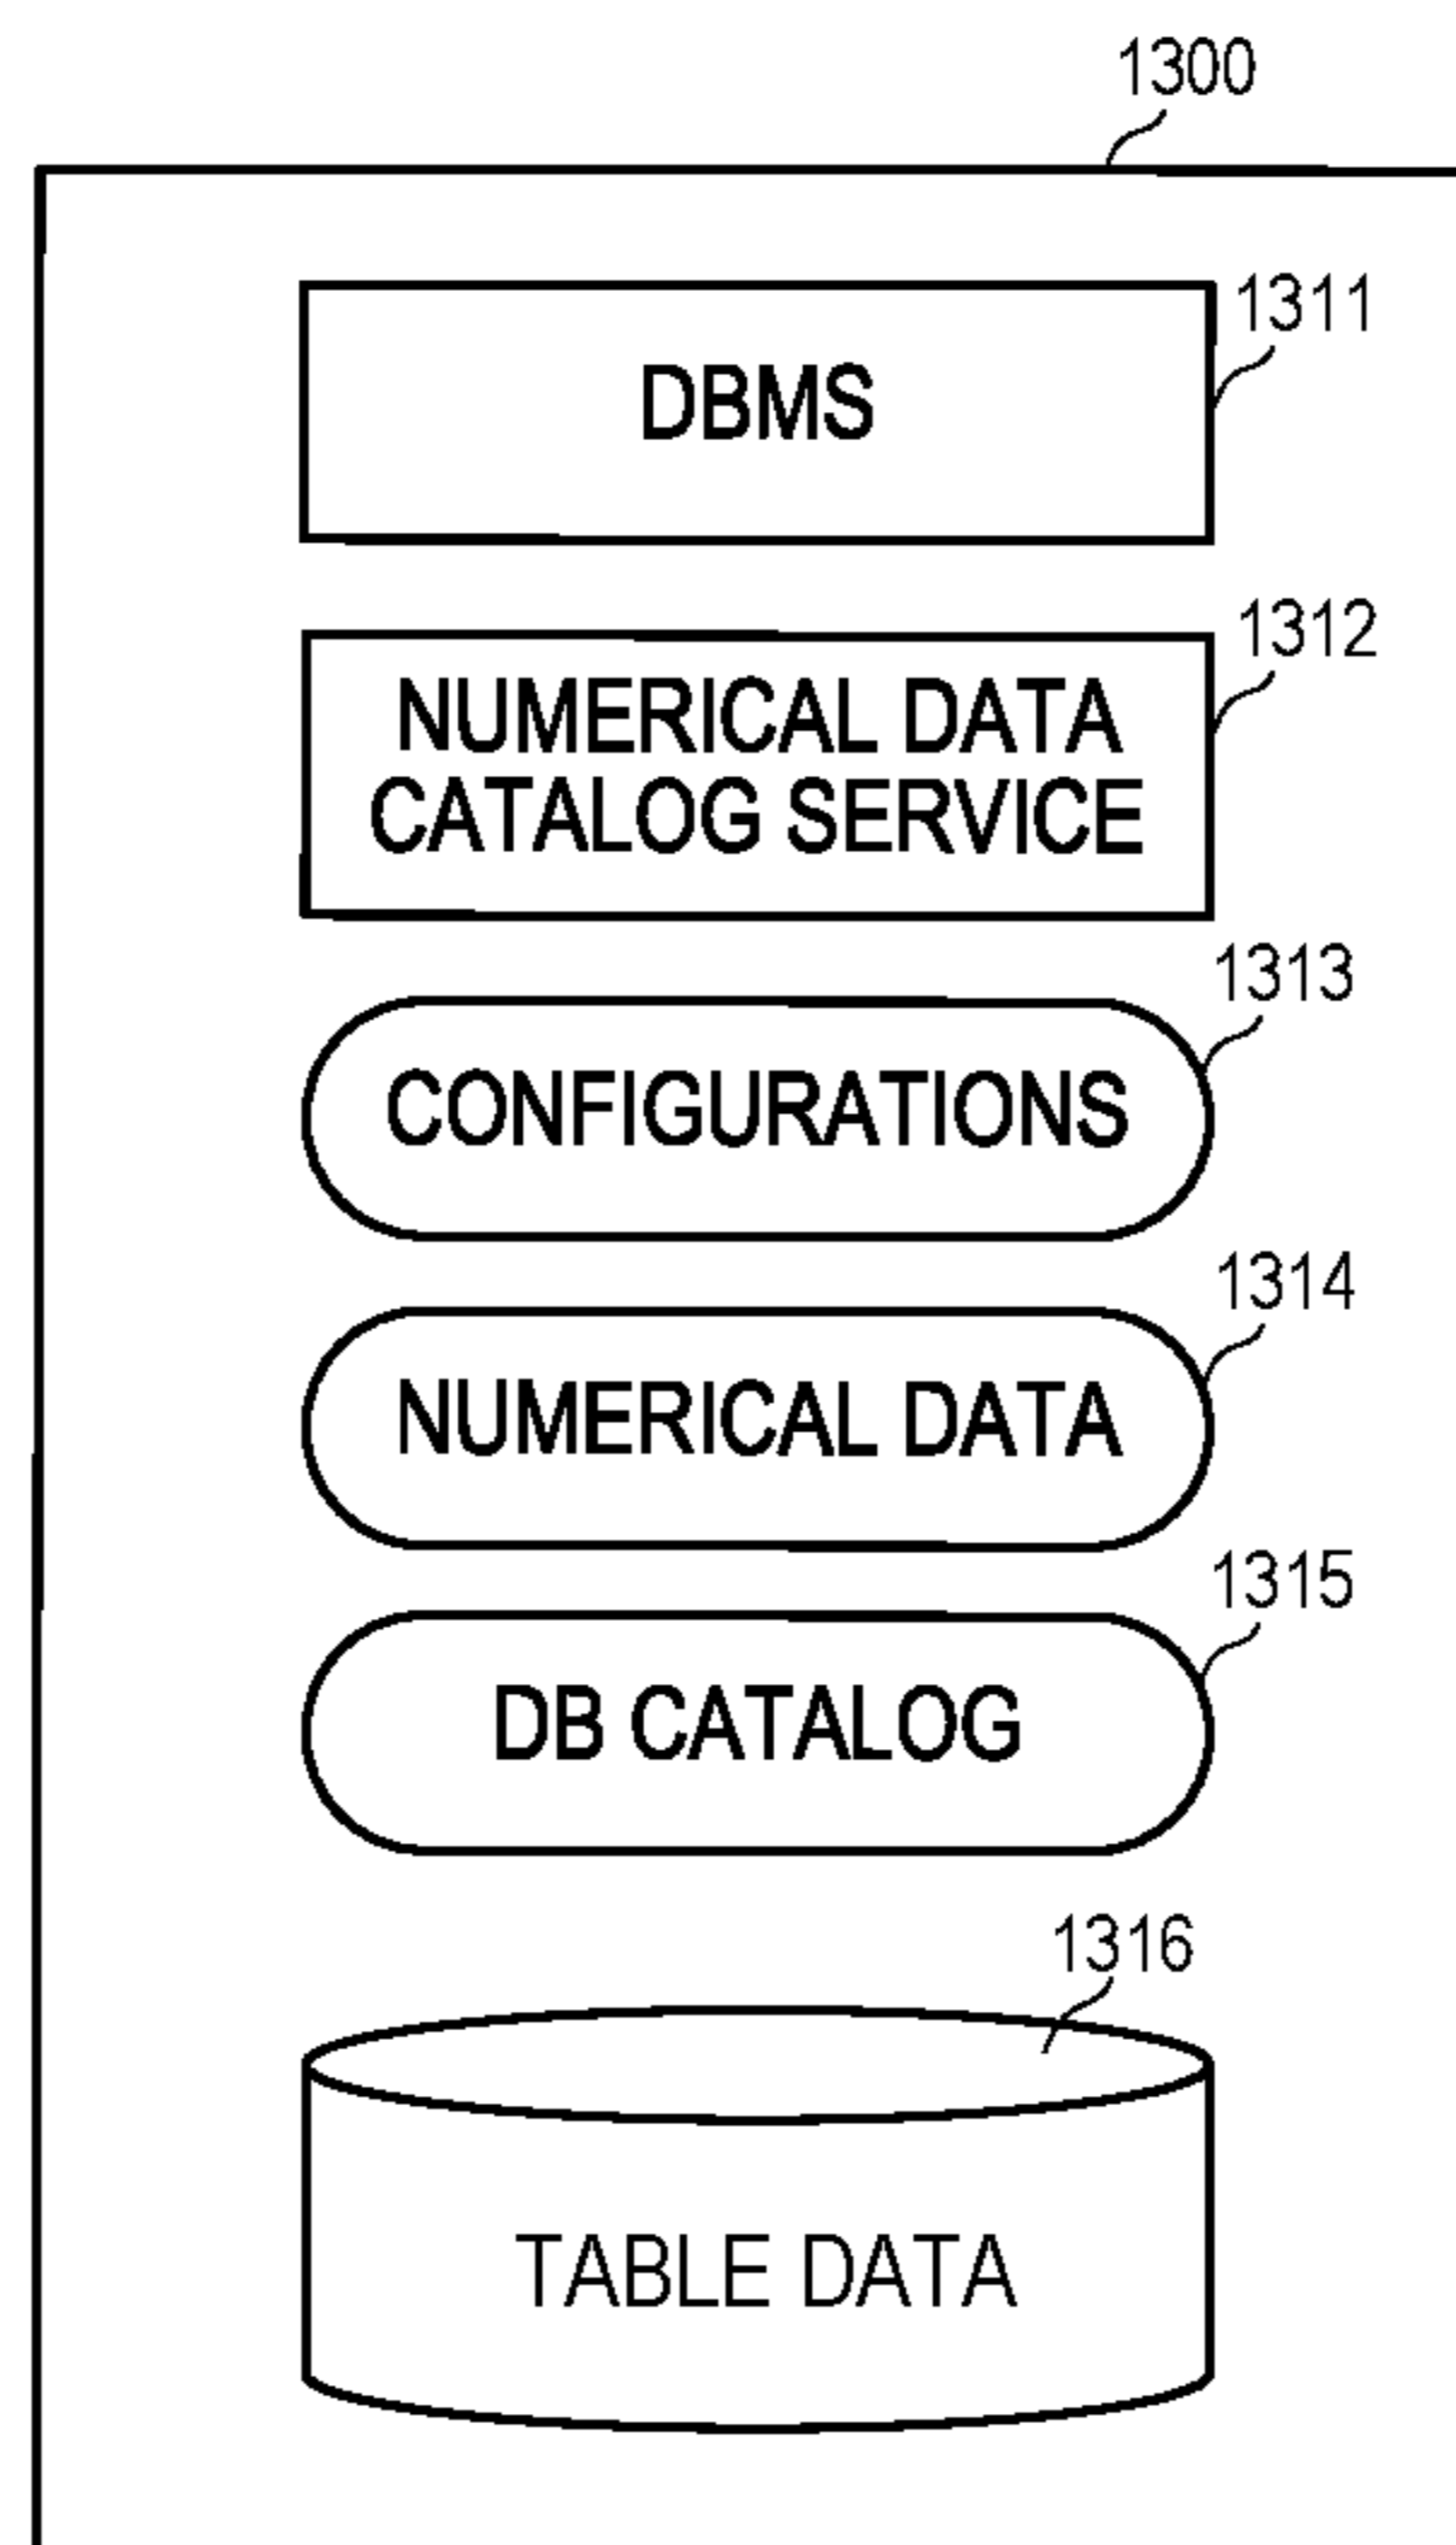 1300
1311
DBMS
1312
NUMERICAL DATA
CATALOG SERVICE
1313
CONFIGURATIONS
1314
NUMERICAL DATA
1315
DB CATALOG
1316
TABLE DATA